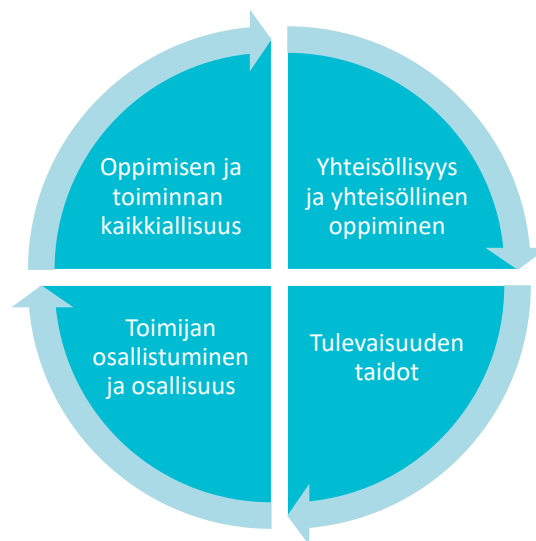 Oppimisen ja
toiminnan
kaikkiallisuus
Yhteisöllisyys
ja yhteisöllinen
oppiminen
Toimijan
osallistuminen
ja osallisuus
Tulevaisuuden
taidot